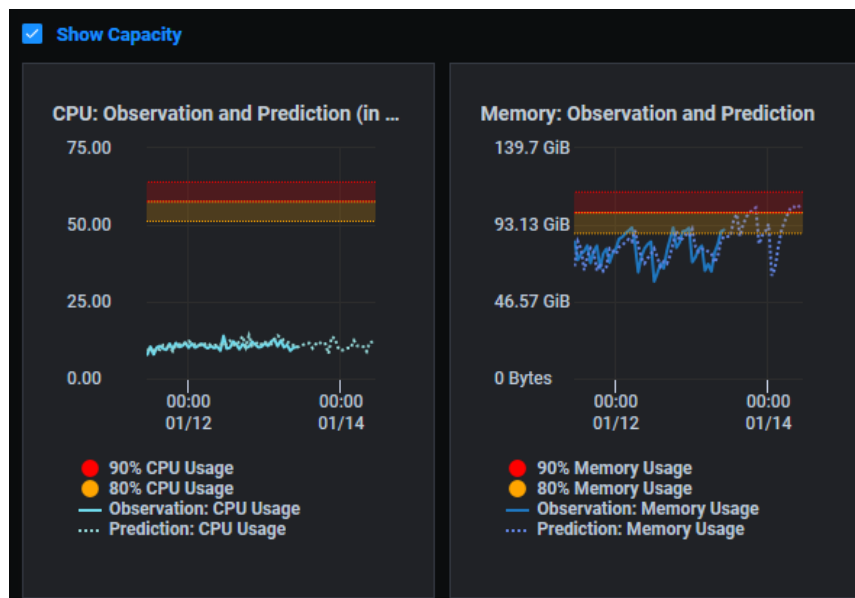 Show Capacity
CPU: Observation and Prediction (in ...
75.00
50.00
25.00
0.00
00:00
01/12
00:00
01/14
90% CPU Usage
80% CPU Usage
Observation: CPU Usage
Prediction: CPU Usage
Memory: Observation and Prediction
139.7 GiB
93.13 GiB
46.57 GiB
0 Bytes
00:00
01/12
00:00
01/14
90% Memory Usage
80% Memory Usage
Observation: Memory Usage
Prediction: Memory Usage